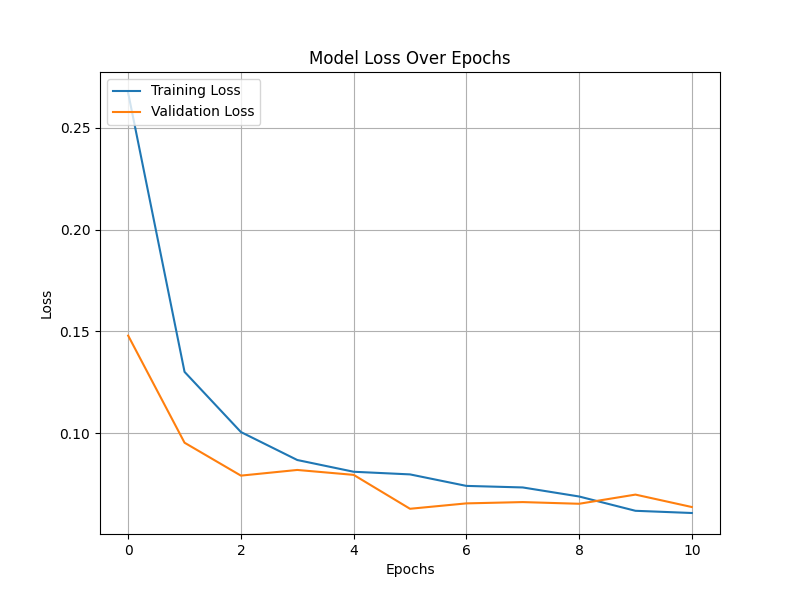 Model Loss Over Epochs
Training Loss
Validation Loss
0.25
0.20
0.15
0.10
Loss
0 2 4 6 8 10
Epochs